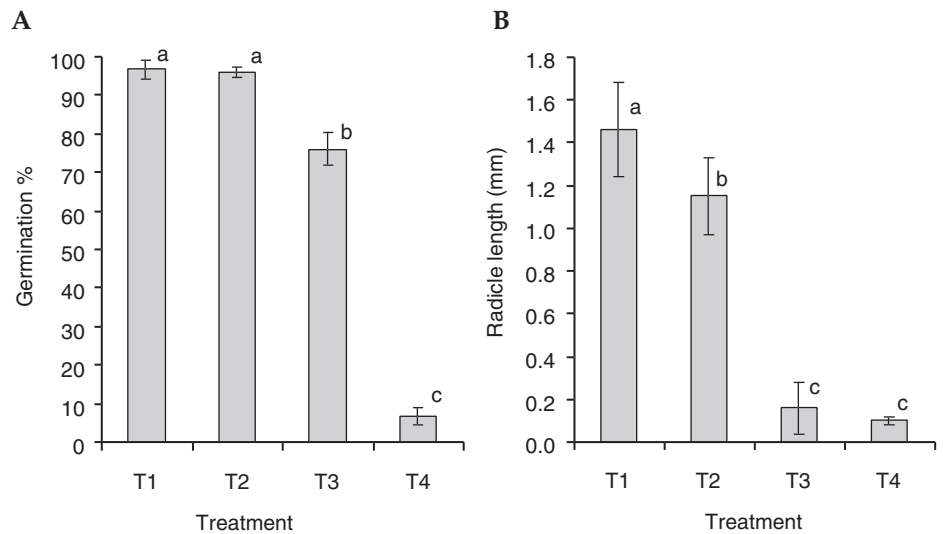 A
100
90
80
70
60
50
40
30
20
10
0
Germination %
a
a
b
c
T1 T2 T3 T4
Treatment
B
1.8
1.6
1.4
1.2
1.0
0.8
0.6
0.4
0.2
0.0
Radicle length (mm)
a
b
c
c
T1 T2 T3 T4
Treatment